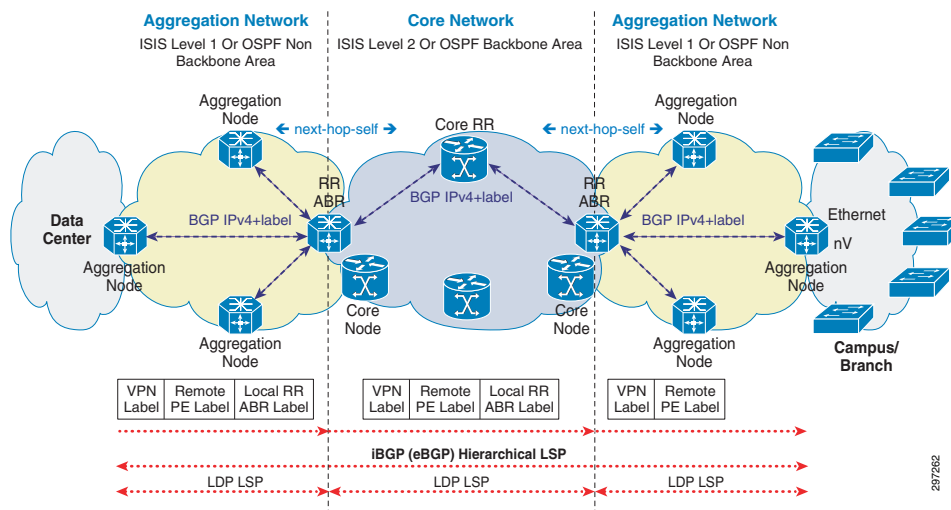 Aggregation Network
Core Network
Aggregation Network
ISIS Level 1 Or OSPF Non
Backbone Area
ISIS Level 2 Or OSPF Backbone Area
ISIS Level 1 Or OSPF Non
Backbone Area
Aggregation
Node
next-hop-self
Core RR
next-hop-self
Aggregation
Node
RR
ABR
BGP IPv4+label
RR
ABR
Data
Center
BGP IPv4+label
BGP IPv4+label
Ethernet
nV
Aggregation
Node
Aggregation
Node
Core
Node
Core
Node
Aggregation
Node
Aggregation
Node
Campus/
Branch
VPN
Label
Remote
PE Label
Local RR
ABR Label
VPN
Label
Remote
PE Label
Local RR
ABR Label
VPN
Label
Remote
PE Label
iBGP (eBGP) Hierarchical LSP
LDP LSP
LDP LSP
LDP LSP
297262